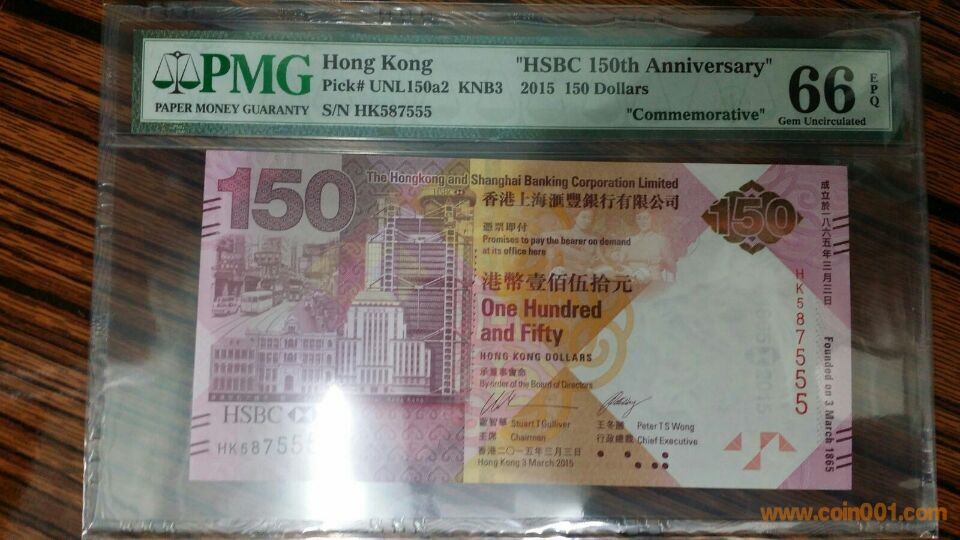 PMG
PAPER MONEY GUARANTY
Hong Kong
Pick# UNL150a2 KNB3
S/N HK587555
"HSBC 150th Anniversary"
2015 150 Dollars
"Commemorative"
66 EPQ
Gem Uncirculated
150
The Hongkong and Shanghai Banking Corporation Limited
香港上海滙豐銀行有限公司
憑票即付
Promises to pay the bearer on demand
at its office here
港幣壹佰伍拾元
One Hundred
and Fifty
HONG KONG DOLLARS
承董事會命
By order of the Board of Directors
Stuart T Gulliver
主席 Chairman
王冬勝 Peter T S Wong
行政總裁 Chief Executive
香港二〇一五年三月三日
Hong Kong 3 March 2015
150
成立於一八六五年三月三日
HK587555
Founded on 3 March 1865
HSBC
HK587555
www.coin001.com